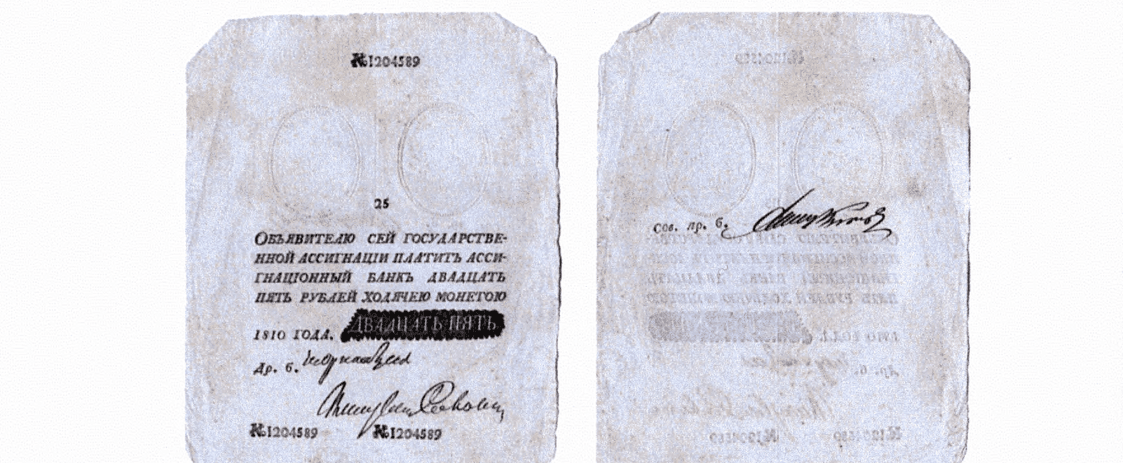 №1204589
25
ОБЪЯВИТЕЛЮ СЕЙ ГОСУДАРСТВЕ-
ННОЙ АССИГНАЦІИ ПЛАТИТЪ АССИ-
ГНАЦІОННЫЙ БАНКЪ ДВАДЦАТЬ
ПЯТЬ РУБЛЕЙ ХОДЯЧЕЮ МОНЕТОЮ
1810 ГОДА. ДВАДЦАТЬ ПЯТЬ
Др. б.
№1204589 №1204589
Сов. пр. б.